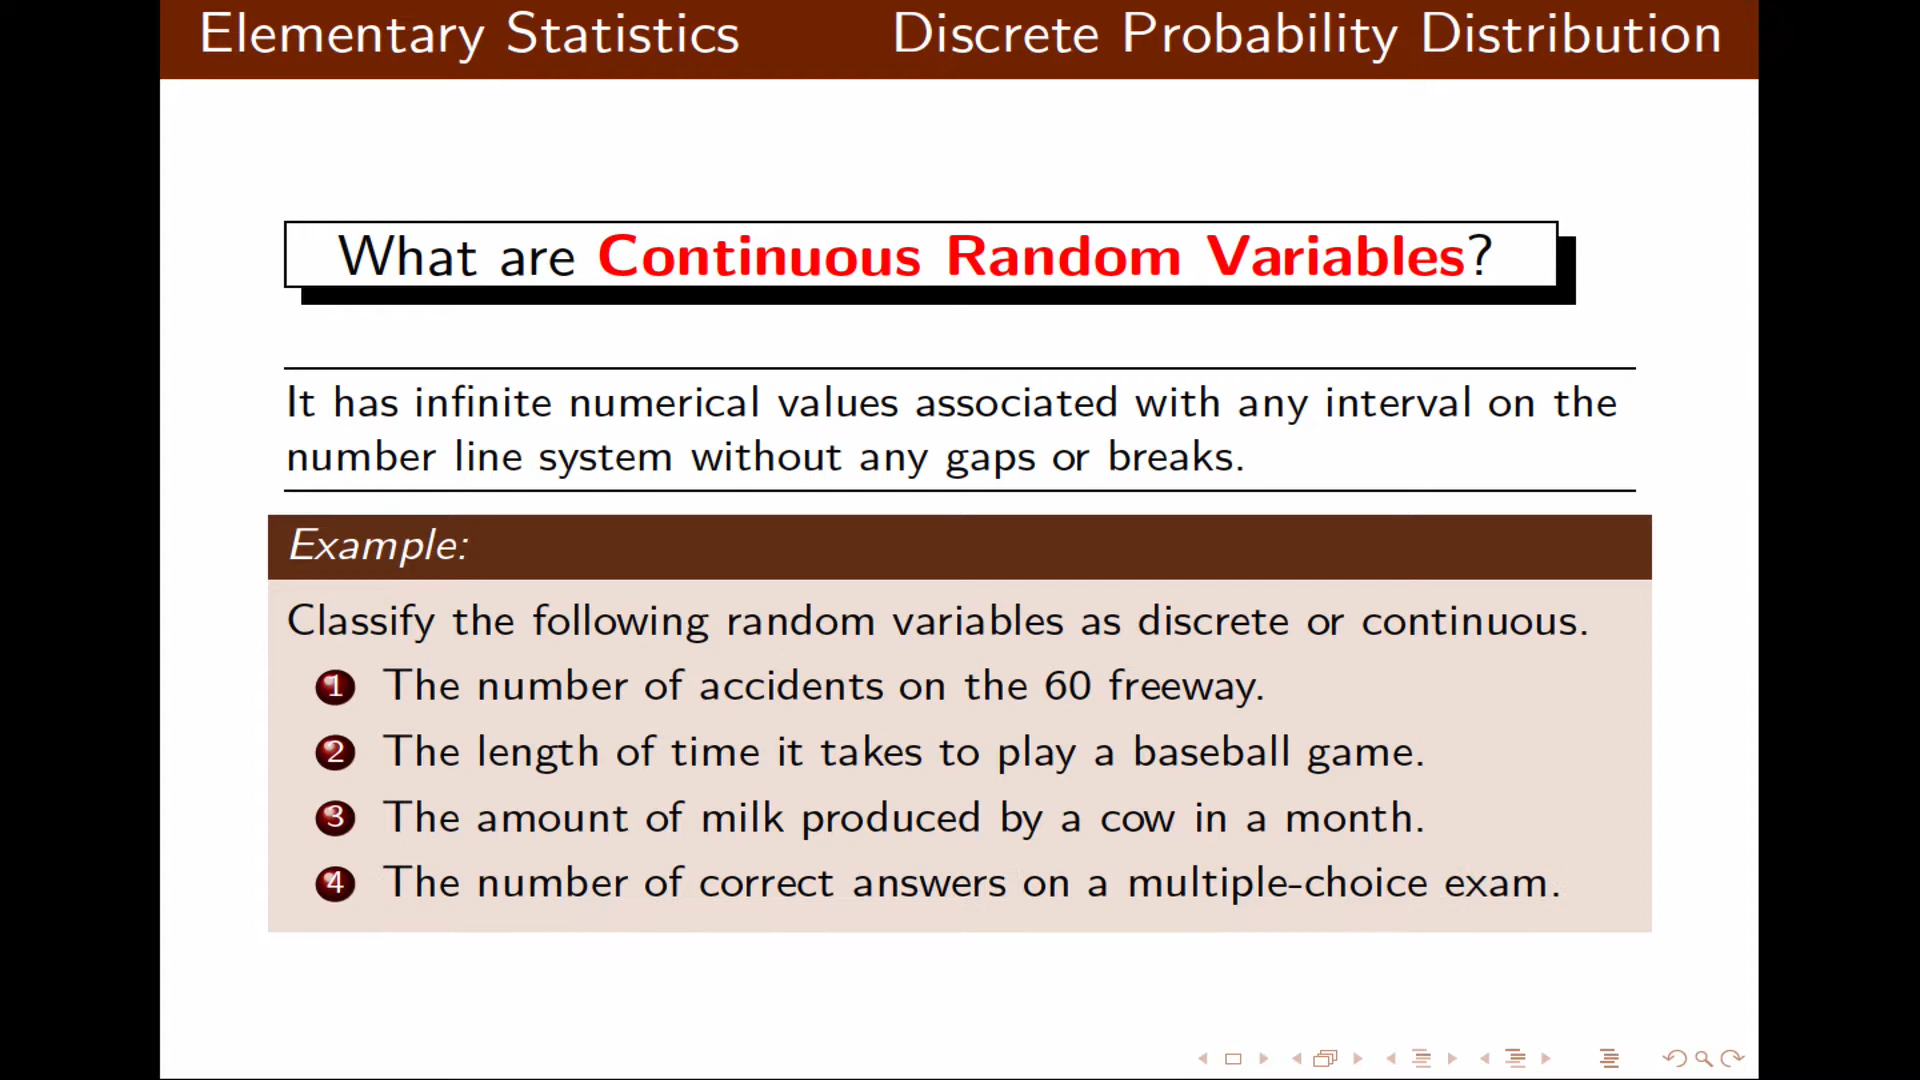 Elementary Statistics Discrete Probability Distribution
What are Continuous Random Variables?
It has infinite numerical values associated with any interval on the
number line system without any gaps or breaks.
Example:
Classify the following random variables as discrete or continuous.
1 The number of accidents on the 60 freeway.
2 The length of time it takes to play a baseball game.
3 The amount of milk produced by a cow in a month.
4 The number of correct answers on a multiple-choice exam.